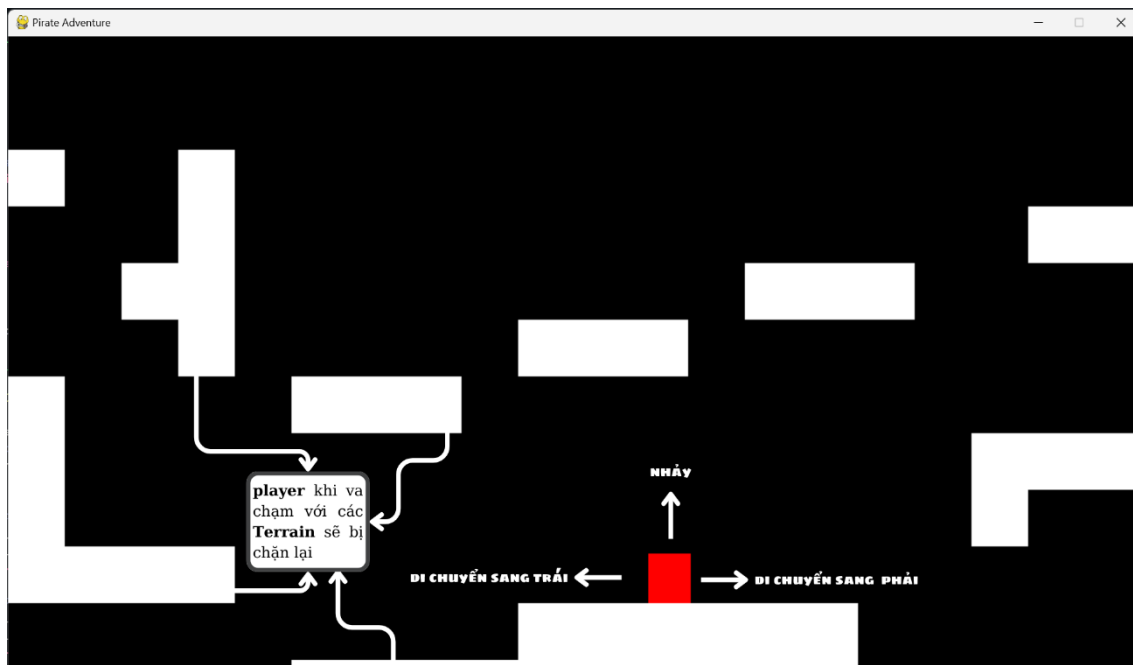 Pirate Adventure
NHẢY
player khi va
chạm với các
Terrain sẽ bị
chặn lại
DI CHUYỂN SANG TRÁI
DI CHUYỂN SANG PHẢI